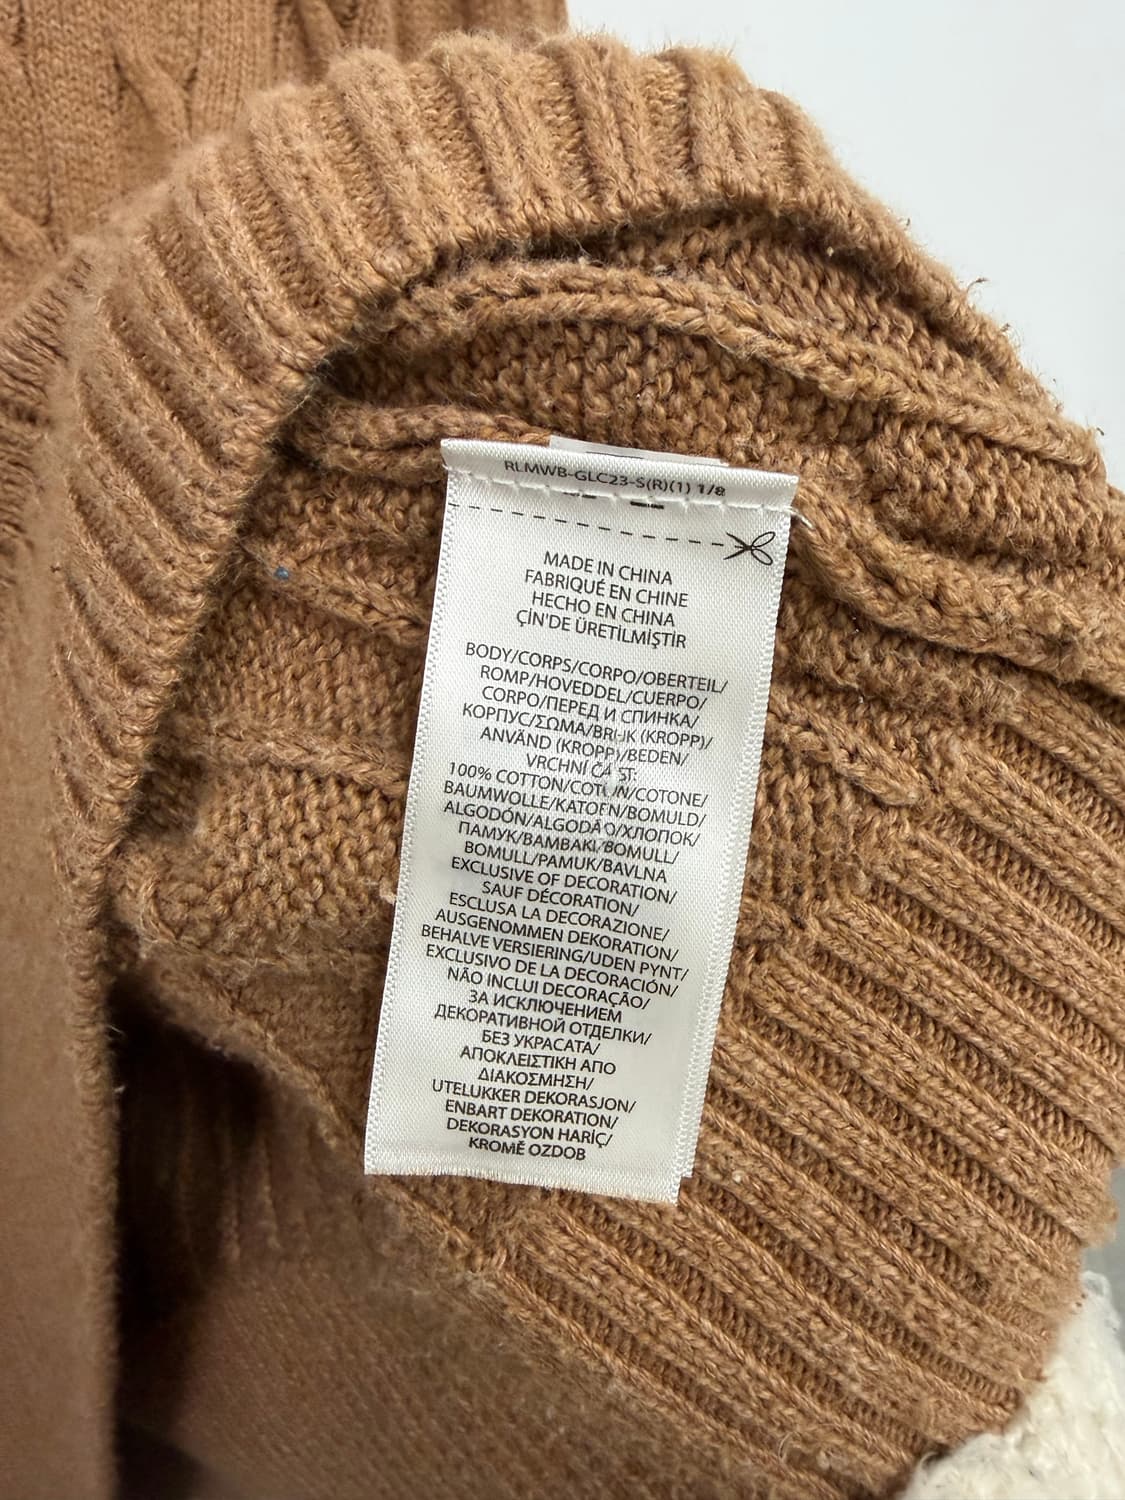 RLMWB-GLC23-S(R)(1) 1/8
MADE IN CHINA
FABRIQUÉ EN CHINE
HECHO EN CHINA
ÇİN'DE ÜRETİLMİŞTİR
BODY/CORPS/CORPO/OBERTEIL/
ROMP/HOVEDDEL/CUERPO/
CORPO/ПЕРЕД И СПИНКА/
КОРПУС/ΣΩΜΑ/BRUK (KROPP)/
ANVÄND (KROPP)/BEDEN/
VRCHNÍ ČÁST:
100% COTTON/COTON/COTONE/
BAUMWOLLE/KATOEN/BOMULD/
ALGODÓN/ALGODÃO/ХЛОПОК/
ПАМУК/ΒΑΜΒΑΚΙ/BOMULL/
BOMULL/PAMUK/BAVLNA
EXCLUSIVE OF DECORATION/
SAUF DÉCORATION/
ESCLUSA LA DECORAZIONE/
AUSGENOMMEN DEKORATION/
BEHALVE VERSIERING/UDEN PYNT/
EXCLUSIVO DE LA DECORACIÓN/
NÃO INCLUI DECORAÇÃO/
ЗА ИСКЛЮЧЕНИЕМ
ДЕКОРАТИВНОЙ ОТДЕЛКИ/
БЕЗ УКРАСАТА/
ΑΠΟΚΛΕΙΣΤΙΚΗ ΑΠΟ
ΔΙΑΚΟΣΜΗΣΗ/
UTELUKKER DEKORASJON/
ENBART DEKORATION/
DEKORASYON HARİÇ/
KROMĚ OZDOB